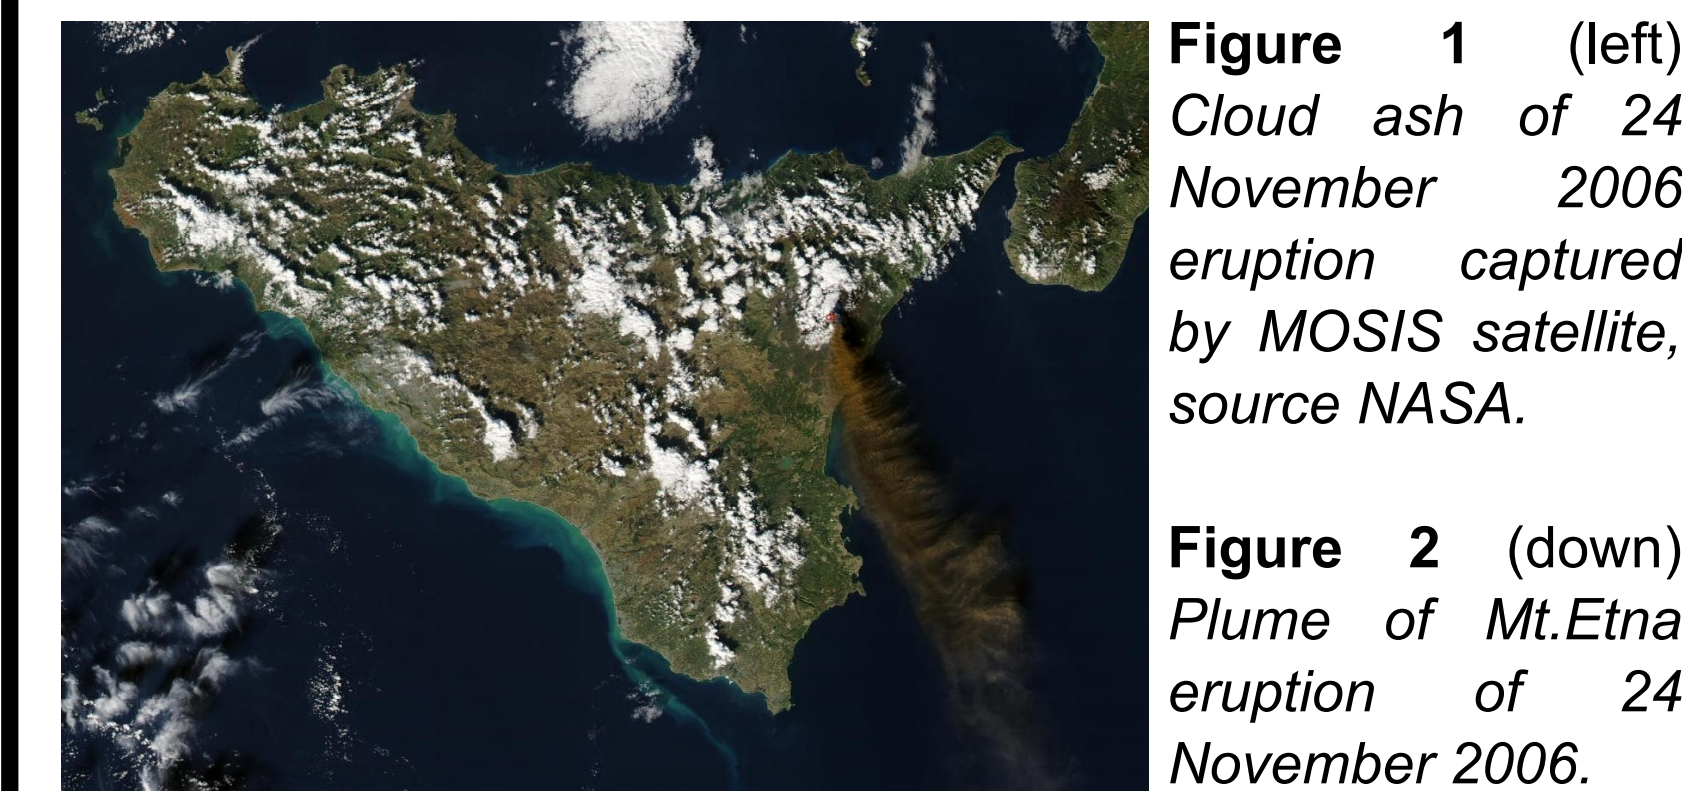 Figure 1 (left)
Cloud ash of 24
November 2006
eruption captured
by MOSIS satellite,
source NASA.
Figure 2 (down)
Plume of Mt.Etna
eruption of 24
November 2006.